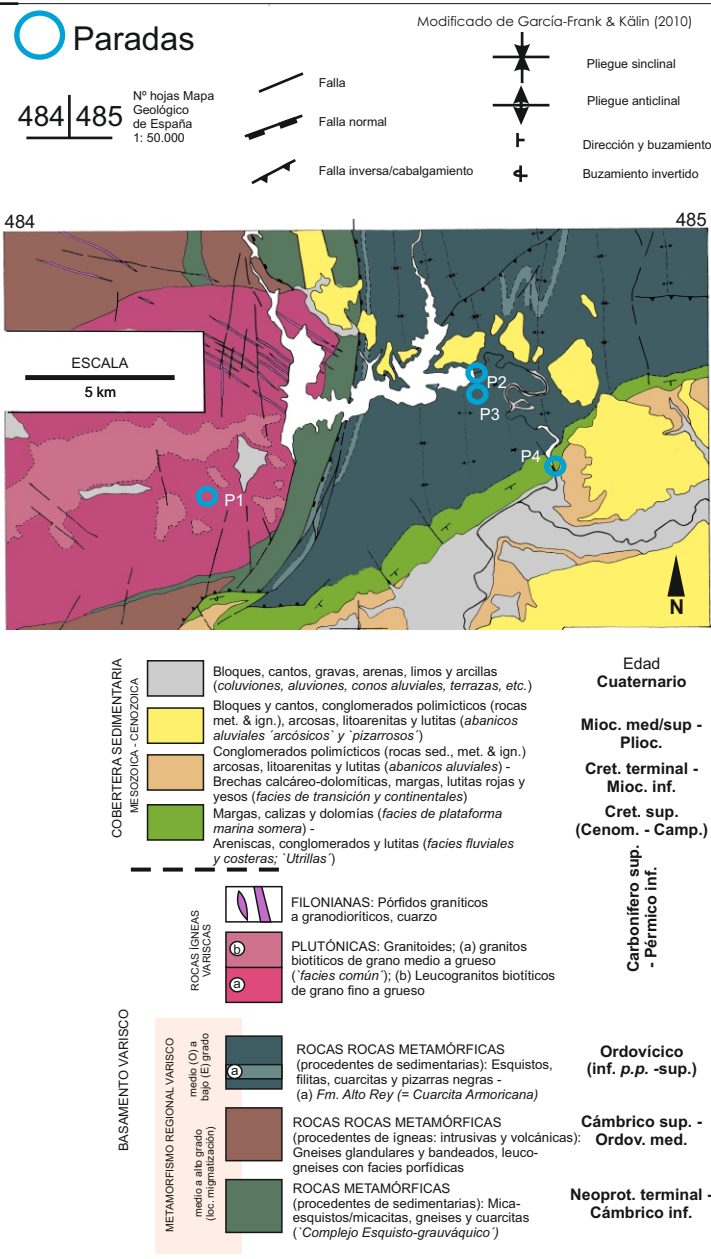 Modificado de García-Frank & Kälin (2010)
Paradas
484 485
Nº hojas Mapa
Geológico
de España
1: 50.000
Falla
Falla normal
Falla inversa/cabalgamiento
Pliegue sinclinal
Pliegue anticlinal
Dirección y buzamiento
Buzamiento invertido
484
485
ESCALA
5 km
P1
P2
P3
P4
N
COBERTERA SEDIMENTARIA
MESOZOICA - CENOZOICA
Edad
Bloques, cantos, gravas, arenas, limos y arcillas
(coluviones, aluviones, conos aluviales, terrazas, etc.)
Cuaternario
Bloques y cantos, conglomerados polimícticos (rocas
met. & ign.), arcosas, litoarenitas y lutitas (abanicos
aluviales ´arcósicos` y `pizarrosos´)
Mioc. med/sup -
Plioc.
Conglomerados polimícticos (rocas sed., met. & ign.)
arcosas, litoarenitas y lutitas (abanicos aluviales) -
Brechas calcáreo-dolomíticas, margas, lutitas rojas y
yesos (facies de transición y continentales)
Cret. terminal -
Mioc. inf.
Margas, calizas y dolomías (facies de plataforma
marina somera) -
Areniscas, conglomerados y lutitas (facies fluviales
y costeras; `Utrillas´)
Cret. sup.
(Cenom. - Camp.)
BASAMENTO VARISCO
ROCAS ÍGNEAS
VARISCAS
FILONIANAS: Pórfidos graníticos
a granodioríticos, cuarzo
b
a
PLUTÓNICAS: Granitoides; (a) granitos
biotíticos de grano medio a grueso
(`facies común´); (b) Leucogranitos biotíticos
de grano fino a grueso
Carbonífero sup.
- Pérmico inf.
METAMORFISMO REGIONAL VARISCO
medio (O) a
bajo (E) grado
a
ROCAS ROCAS METAMÓRFICAS
(procedentes de sedimentarias): Esquistos,
filitas, cuarcitas y pizarras negras -
(a) Fm. Alto Rey (= Cuarcita Armoricana)
Ordovícico
(inf. p.p. -sup.)
medio a alto grado
(loc. migmatización)
ROCAS ROCAS METAMÓRFICAS
(procedentes de ígneas: intrusivas y volcánicas):
Gneises glandulares y bandeados, leuco-
gneises con facies porfídicas
Cámbrico sup. -
Ordov. med.
ROCAS METAMÓRFICAS
(procedentes de sedimentarias): Mica-
esquistos/micacitas, gneises y cuarcitas
(`Complejo Esquisto-grauváquico´)
Neoprot. terminal -
Cámbrico inf.